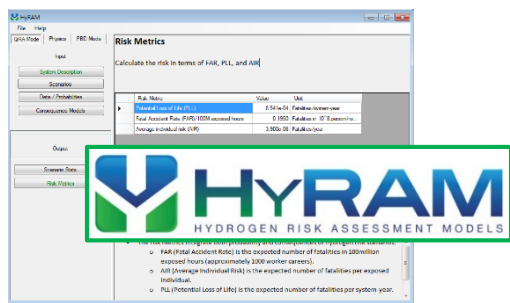 HyRAM
File Help
QRA Mode Physics PBD Mode
Input
System Description
Scenarios
Data / Probabilities
Consequence Models
Output
Scenario Stats
Risk Metrics
Risk Metrics
Calculate the risk in terms of FAR, PLL, and AIR
Risk Metric Value Unit
Potential Loss of Life (PLL) Fatalities/system-year
Fatal Accident Rate (FAR)/100M exposed hours
Average individual risk (AIR) Fatalities/year
HYRAM
HYDROGEN RISK ASSESSMENT MODELS
FAR (Fatal Accident Rate) is the expected number of fatalities in 100million
exposed hours (approximately 1000 worker careers).
AIR (Average Individual Risk) is the expected number of fatalities per exposed
individual.
PLL (Potential Loss of Life) is the expected number of fatalities per system-year.